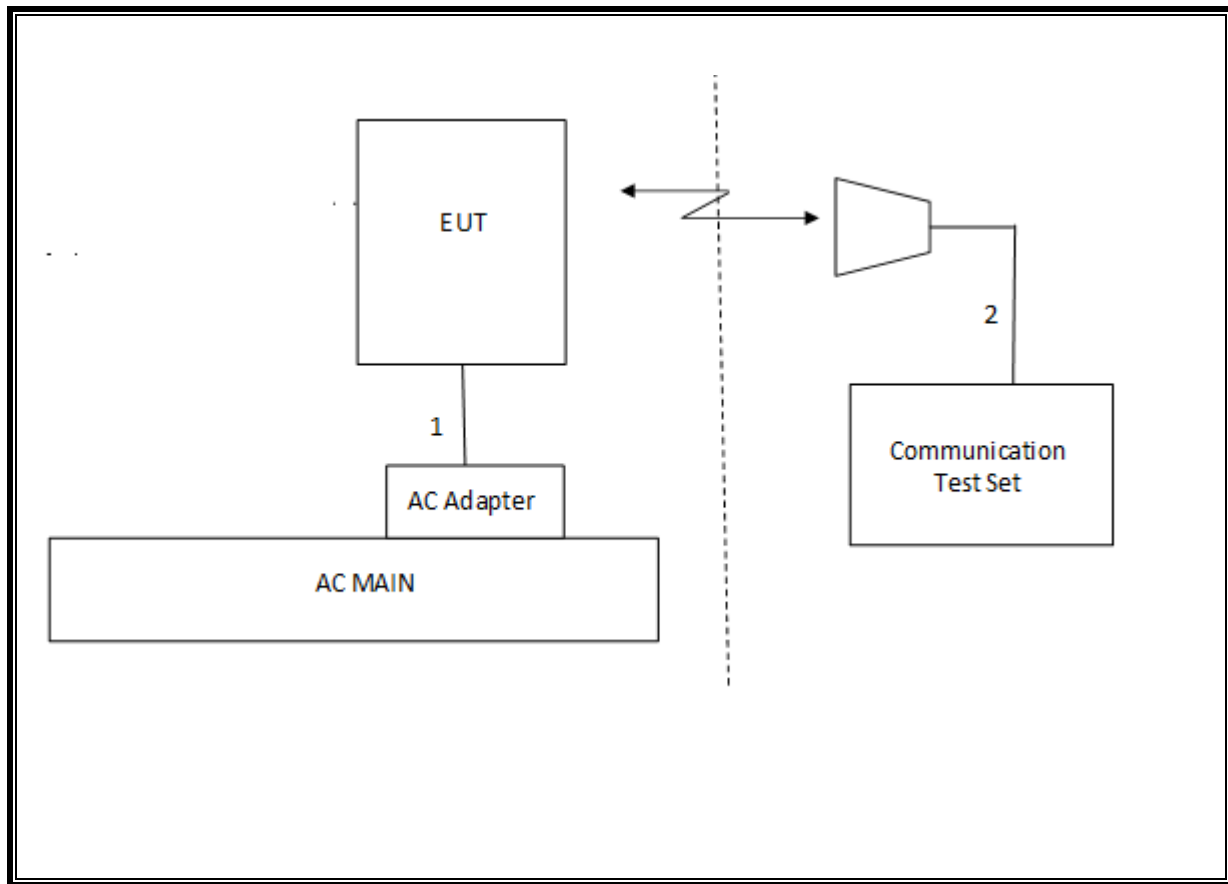 EUT
2
1
Communication
Test Set
AC Adapter
AC MAIN